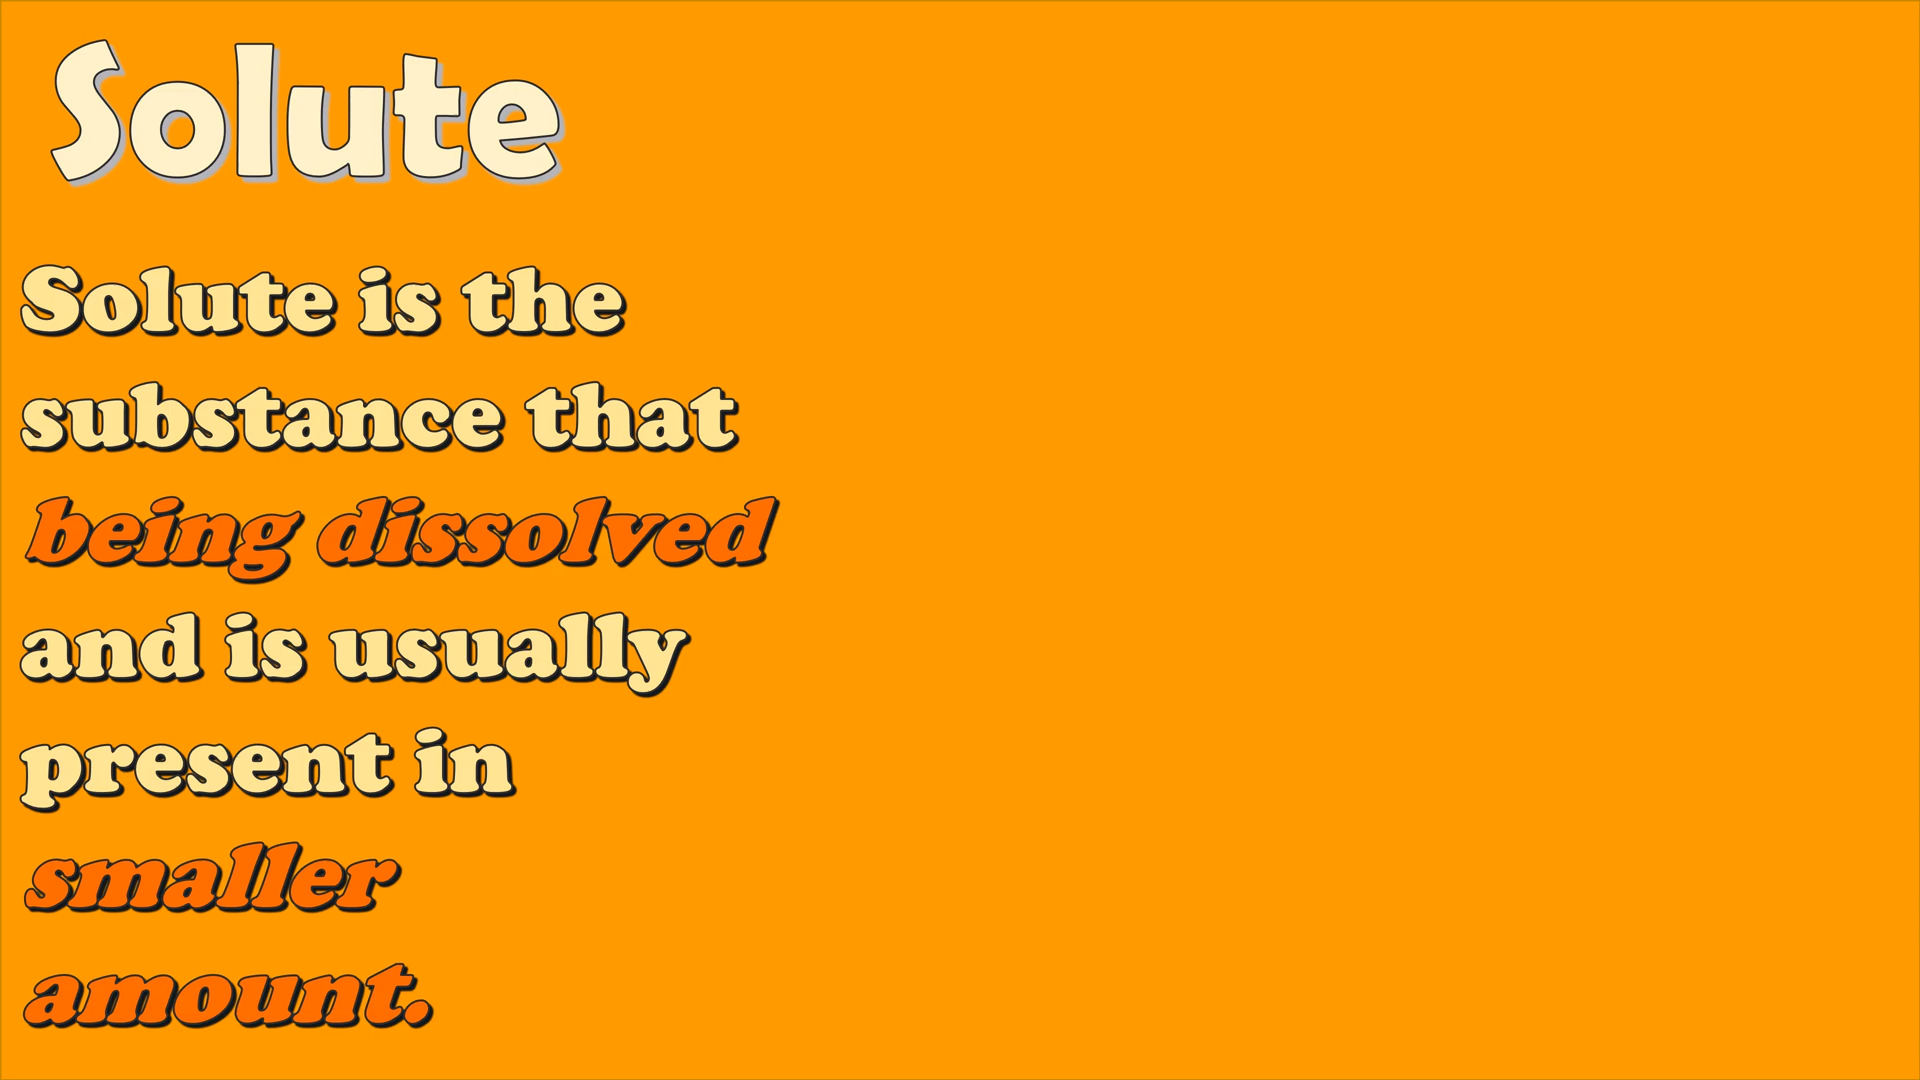 Solute
Solute is the
substance that
being dissolved
and is usually
present in
smaller
amount.